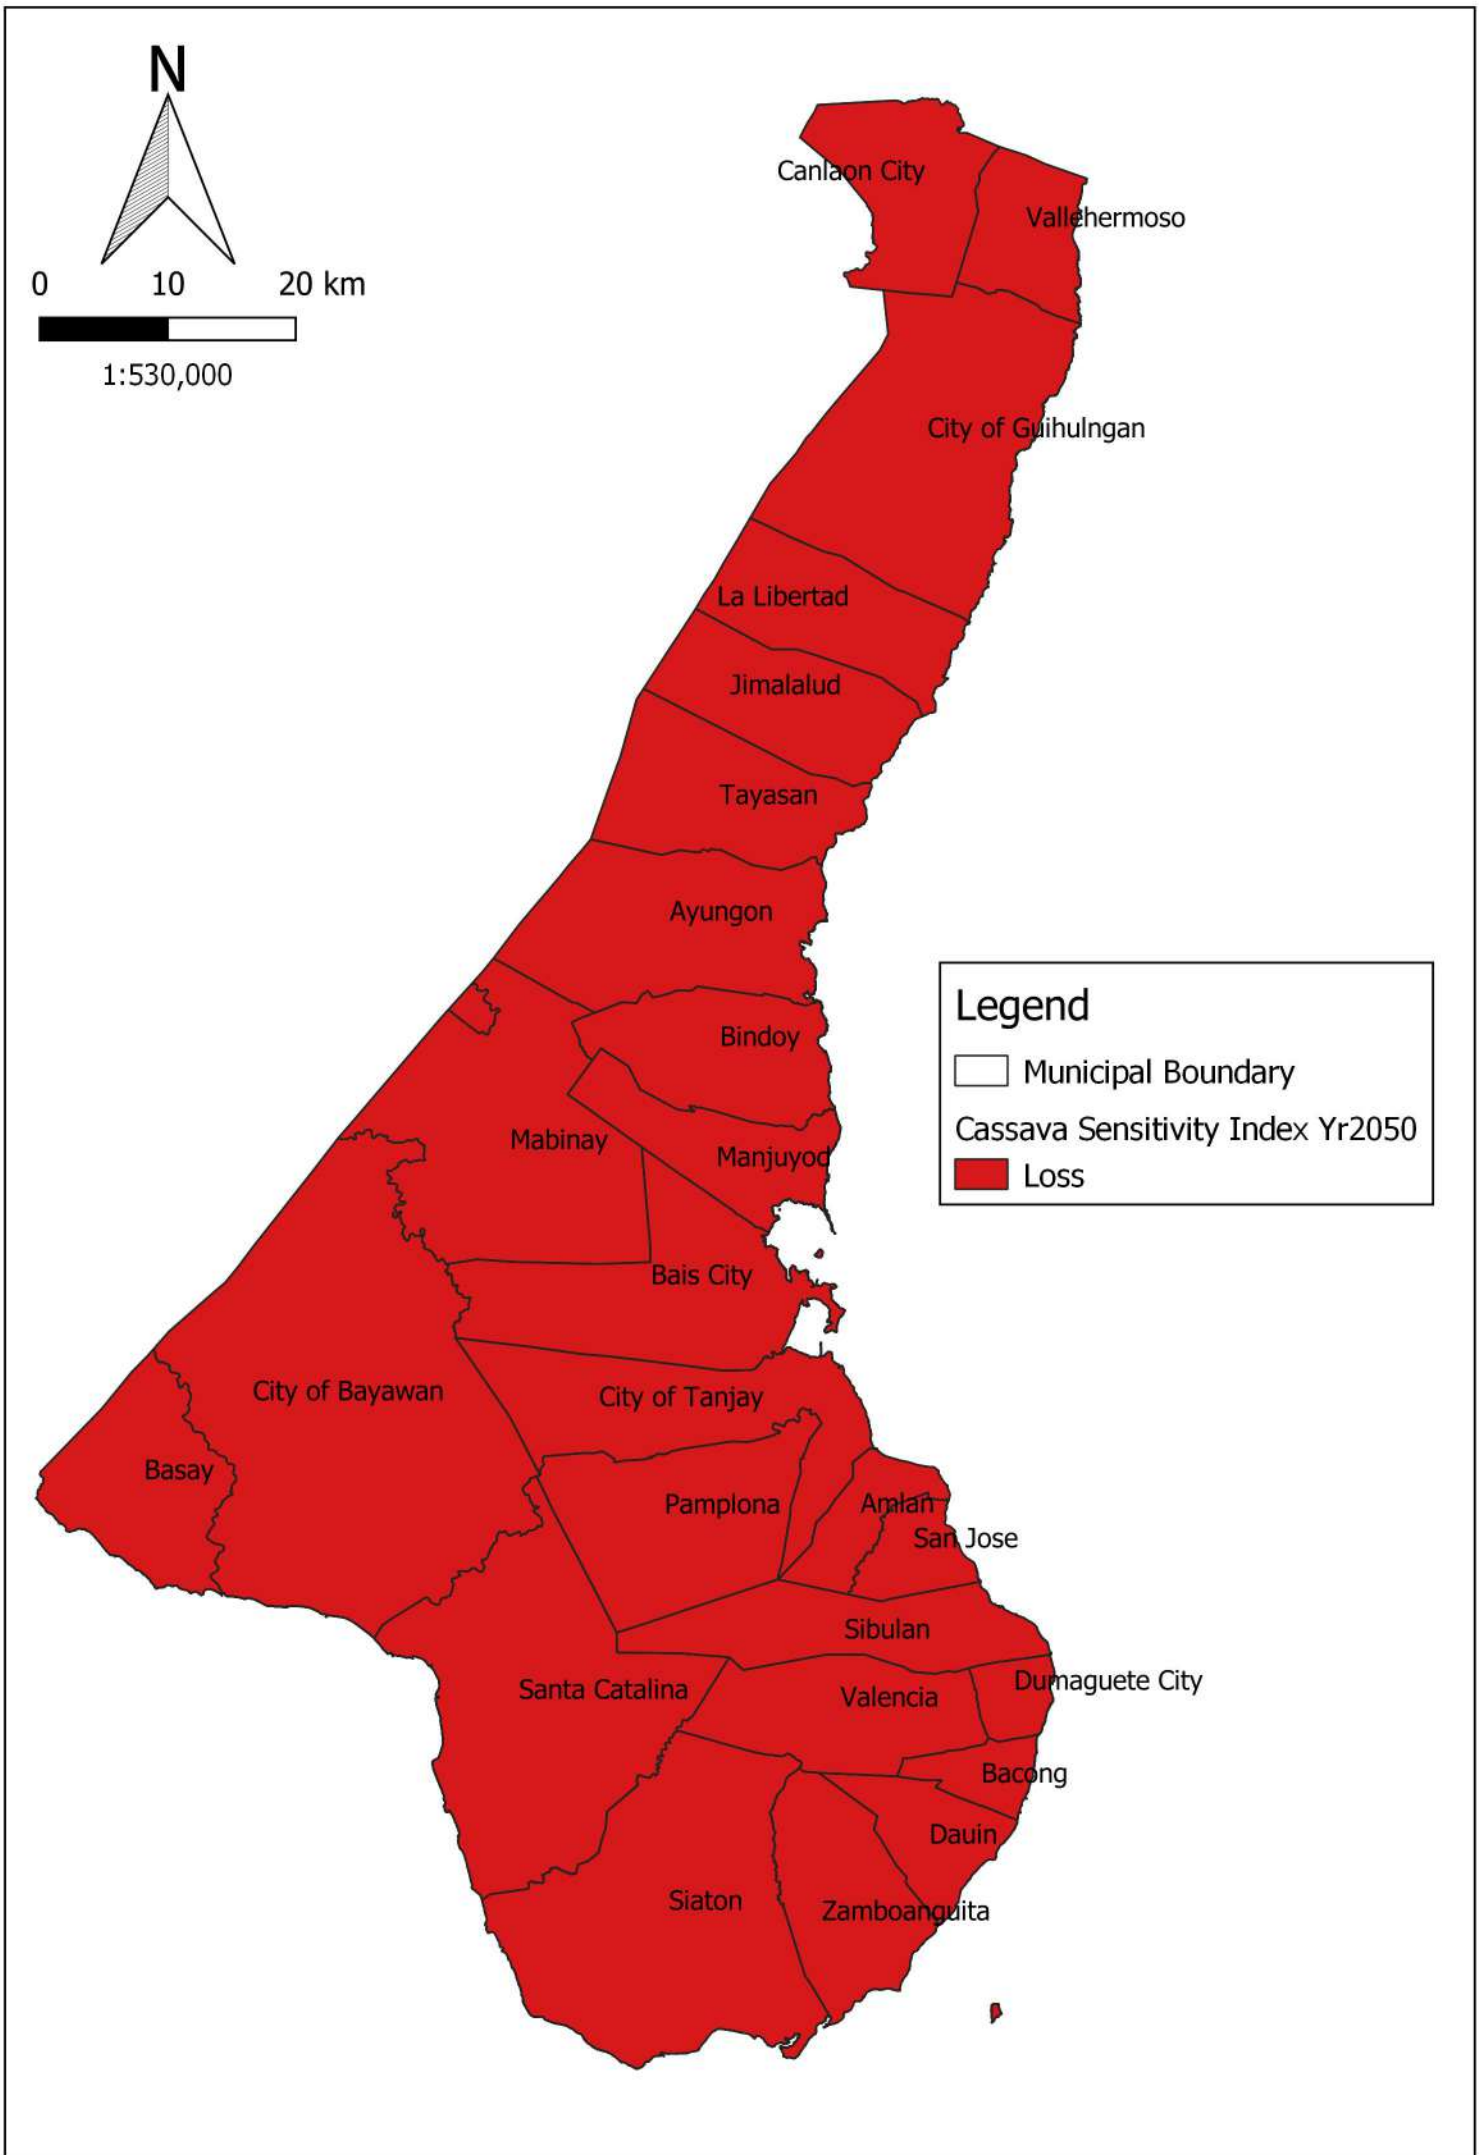 N
0 10 20 km
1:530,000
Canlaon City
Vallehermoso
City of Guihulngan
La Libertad
Jimalalud
Tayasan
Ayungon
Bindoy
Mabinay
Manjuyod
Bais City
City of Bayawan
City of Tanjay
Basay
Pamplona
Amlan
San Jose
Sibulan
Santa Catalina
Valencia
Dumaguete City
Bacong
Dauin
Siaton
Zamboanguita
Legend
Municipal Boundary
Cassava Sensitivity Index Yr2050
Loss